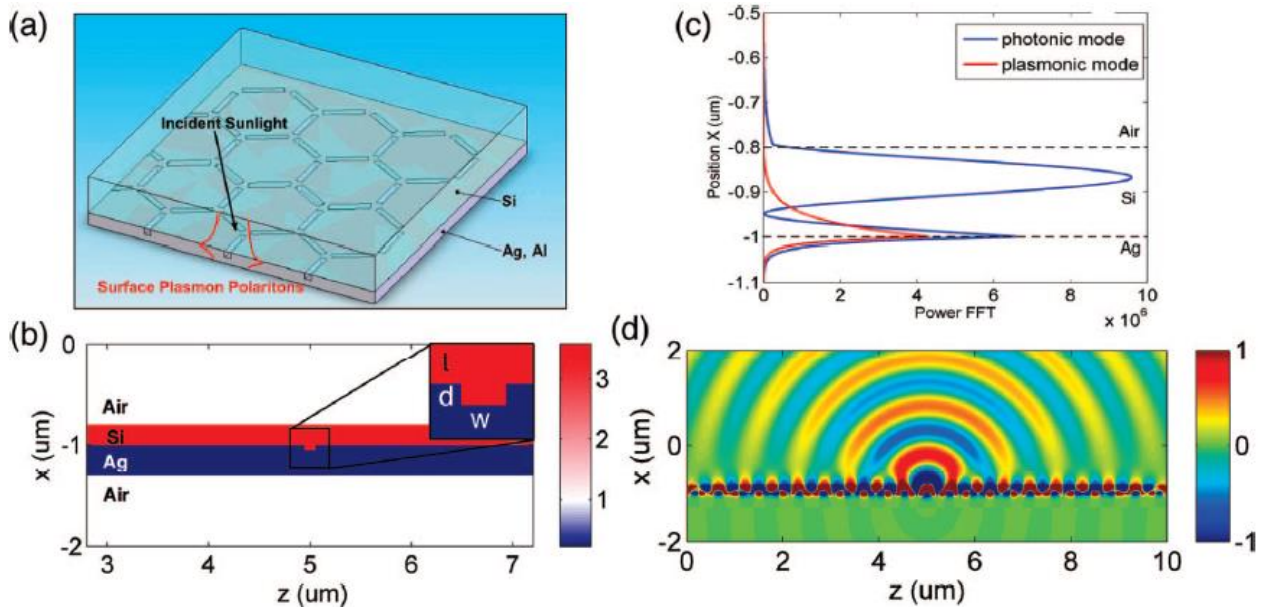 (a)
Incident Sunlight
Si
Ag, Al
Surface Plasmon Polaritons
(c)
-0.5
-0.6
-0.7
-0.8
-0.9
-1
-1.1
Position X (um)
photonic mode
plasmonic mode
Air
Si
Ag
0 2 4 6 8 10
Power FFT
x 10^6
(b)
0
-1
-2
x (um)
Air
Si
Ag
Air
l
d
w
3
2
1
3 4 5 6 7
z (um)
(d)
2
0
-2
x (um)
0 2 4 6 8 10
z (um)
1
0
-1